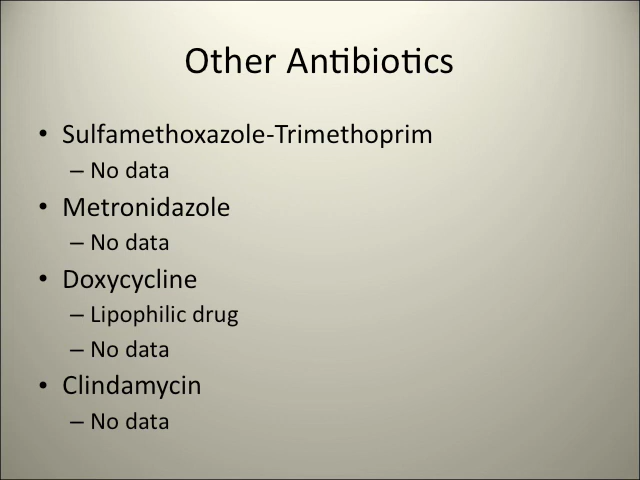 Other Antibiotics
• Sulfamethoxazole-Trimethoprim
– No data
• Metronidazole
– No data
• Doxycycline
– Lipophilic drug
– No data
• Clindamycin
– No data